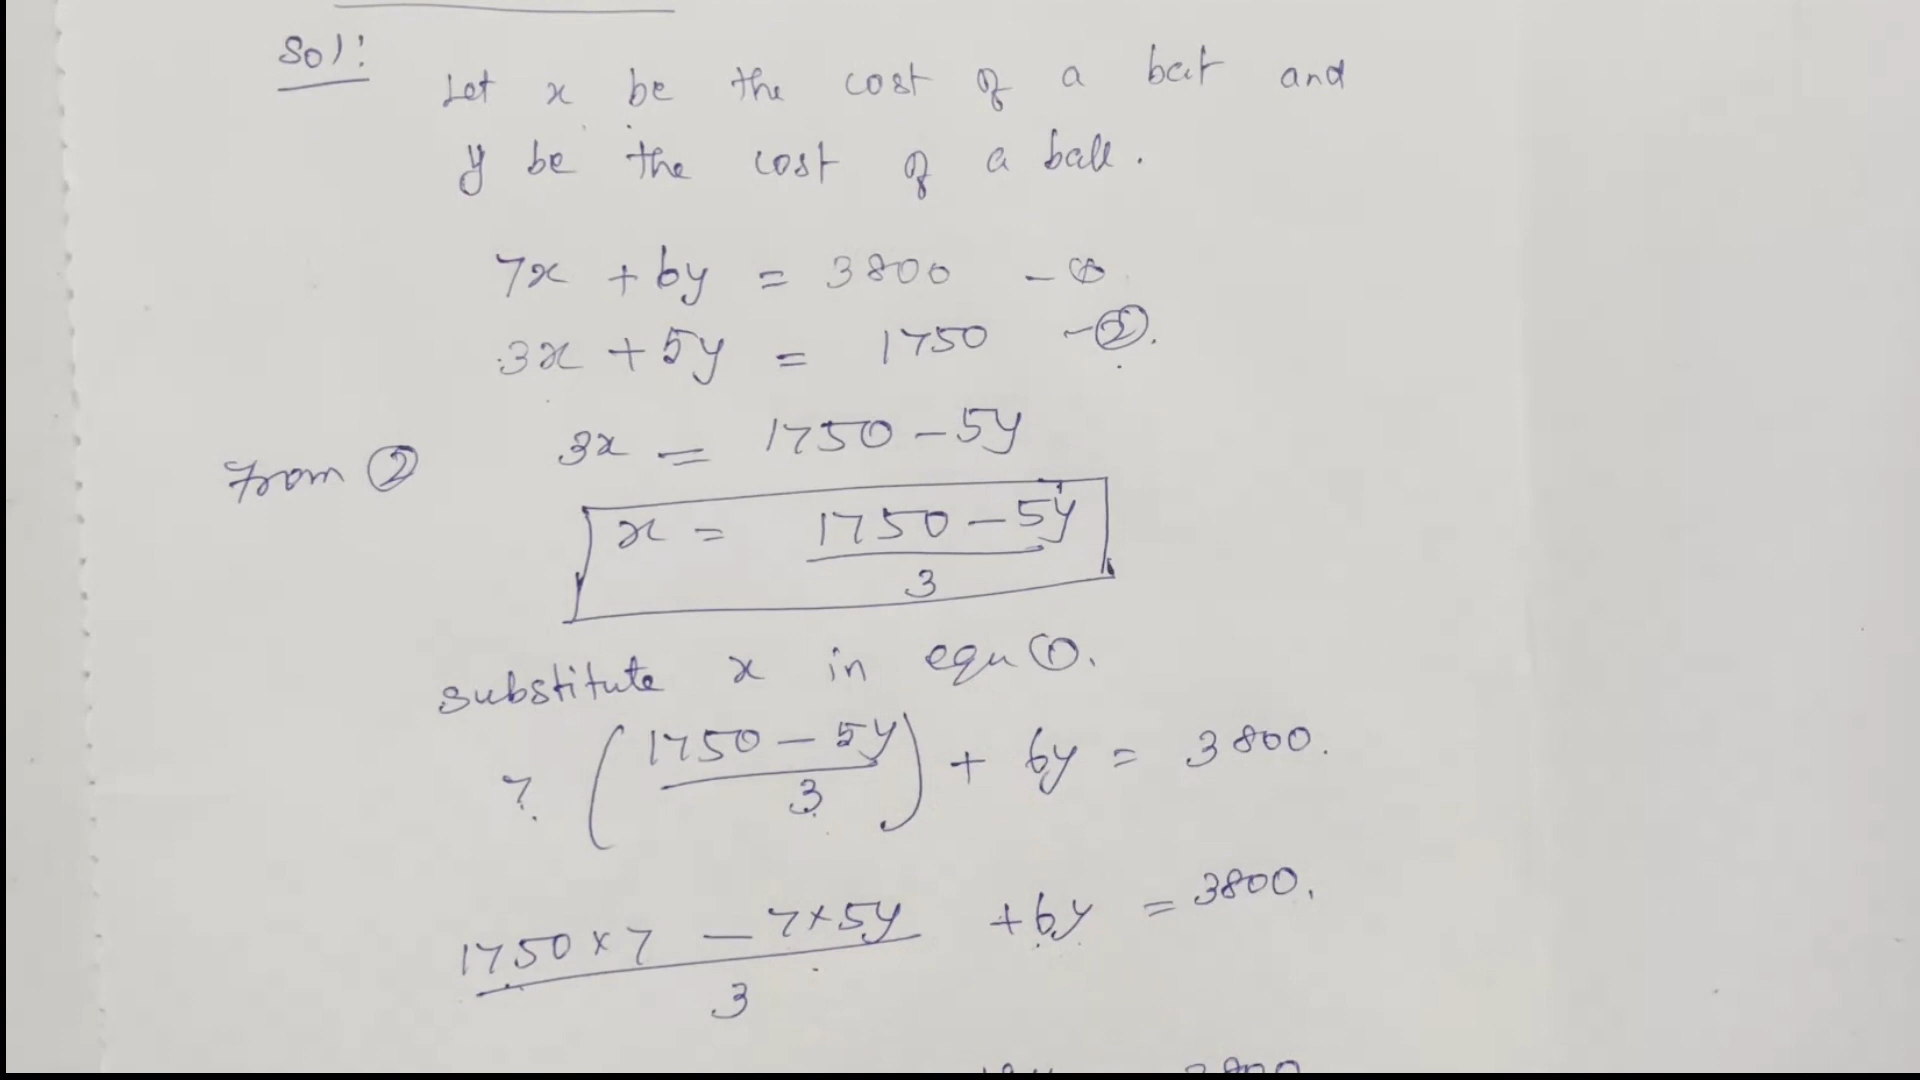 Sol:
Let x be the cost of a bat and
y be the cost of a ball.
7x + 6y = 3800 - ①
3x + 5y = 1750 - ②.
From ② 3x = 1750 - 5y
x = 1750 - 5y / 3
substitute x in equ ①.
7 (1750 - 5y / 3) + 6y = 3800.
1750 x 7 - 7 x 5y / 3 + 6y = 3800.